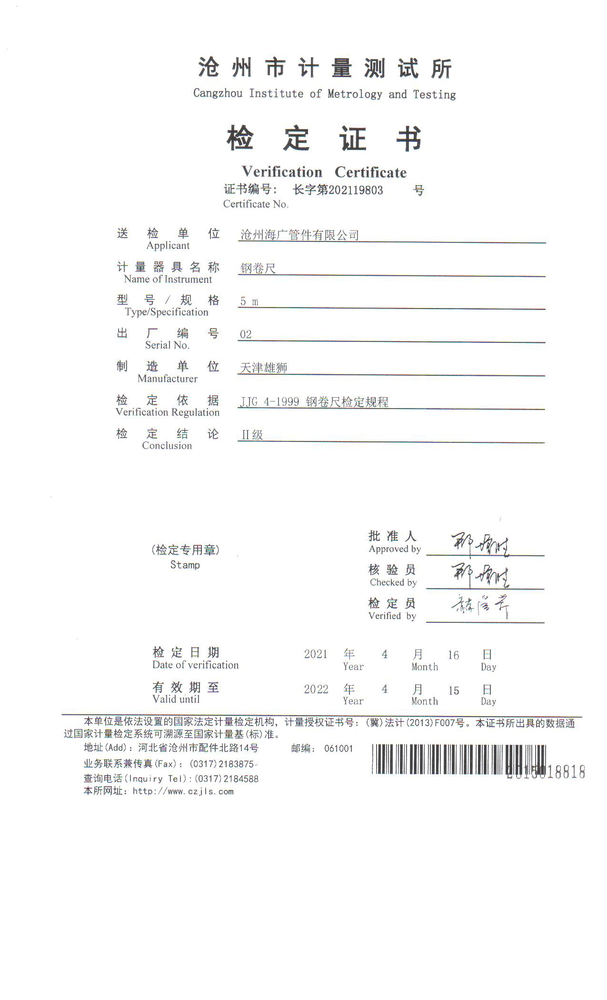 沧州市计量测试所
Cangzhou Institute of Metrology and Testing
检定证书
Verification Certificate
证书编号： 长字第202119803 号
Certificate No.
送检单位 沧州海广管件有限公司
Applicant
计量器具名称 钢卷尺
Name of Instrument
型号/规格 5 m
Type/Specification
出厂编号 02
Serial No.
制造单位 天津雄狮
Manufacturer
检定依据 JJG 4-1999 钢卷尺检定规程
Verification Regulation
检定结论 Ⅱ级
Conclusion
批准人
Approved by
(检定专用章)
Stamp
核验员
Checked by
检定员
Verified by
检定日期 2021 年 4 月 16 日
Date of verification Year Month Day
有效期至 2022 年 4 月 15 日
Valid until Year Month Day
本单位是依法设置的国家法定计量检定机构，计量授权证书号：(冀)法计(2013)F007号。本证书所出具的数据通
过国家计量检定系统可溯源至国家计量基(标)准。
地址(Add)：河北省沧州市配件北路14号 邮编： 061001
业务联系兼传真(Fax)：(0317)2183875
查询电话(Inquiry Tel):(0317)2184588
本所网址：http://www.czjls.com
2015018818